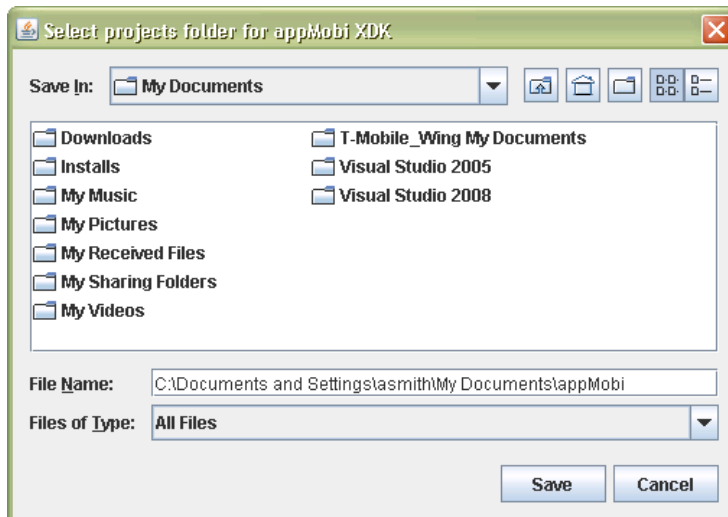 Select projects folder for appMobi XDK
Save In: My Documents
Downloads T-Mobile_Wing My Documents
Installs Visual Studio 2005
My Music Visual Studio 2008
My Pictures
My Received Files
My Sharing Folders
My Videos
File Name: C:\Documents and Settings\asmith\My Documents\appMobi
Files of Type: All Files
Save Cancel